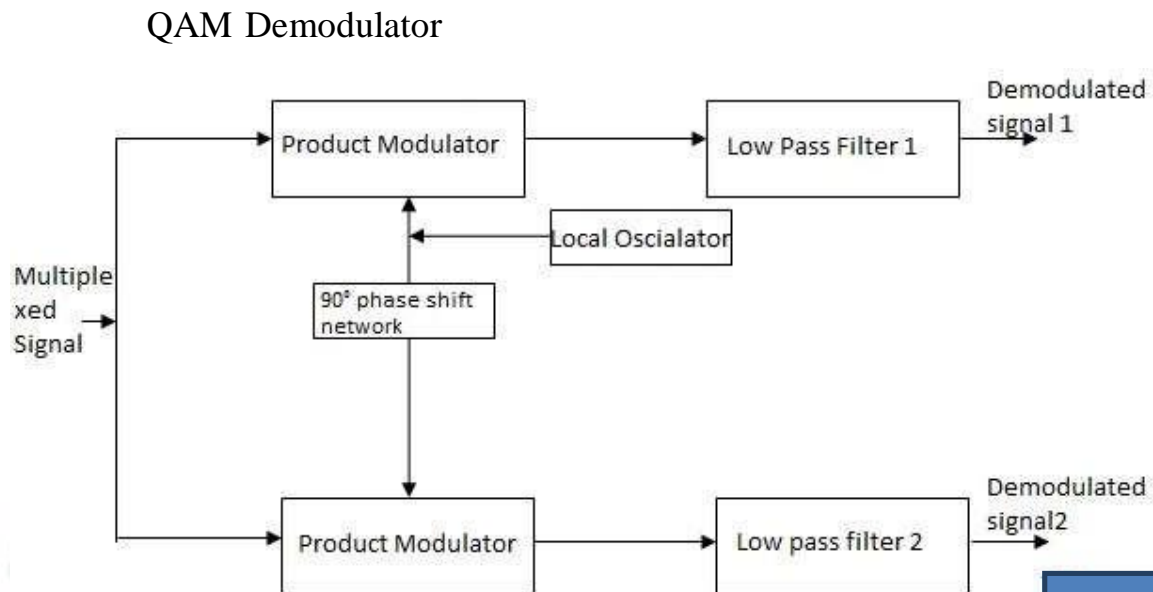 QAM Demodulator
Demodulated
signal 1
Product Modulator
Low Pass Filter 1
Local Oscialator
Multiple
xed
Signal
90° phase shift
network
Demodulated
signal2
Product Modulator
Low pass filter 2